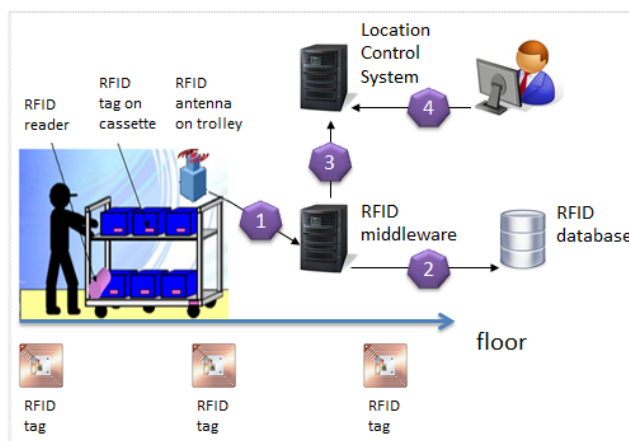 Location
Control
System
RFID
reader
RFID
tag on
cassette
RFID
antenna
on trolley
4
3
1
RFID
middleware
RFID
database
2
floor
RFID
tag
RFID
tag
RFID
tag